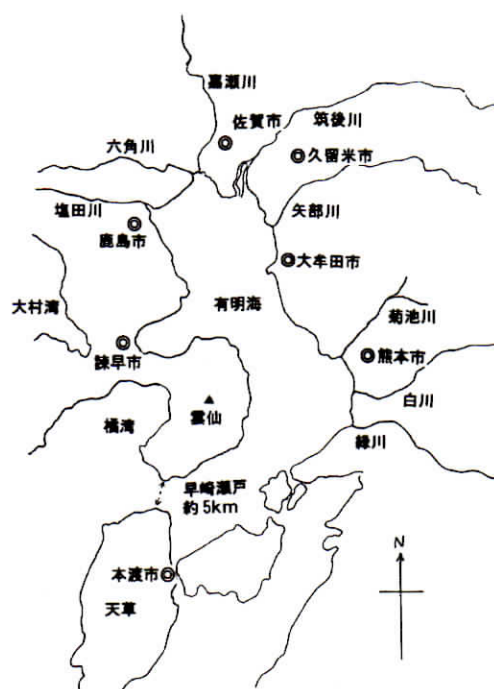 嘉瀬川
佐賀市
筑後川
六角川
久留米市
塩田川
矢部川
鹿島市
大牟田市
大村湾
有明海
菊池川
諫早市
熊本市
雲仙
白川
橘湾
緑川
早崎瀬戸
約5km
N
本渡市
天草